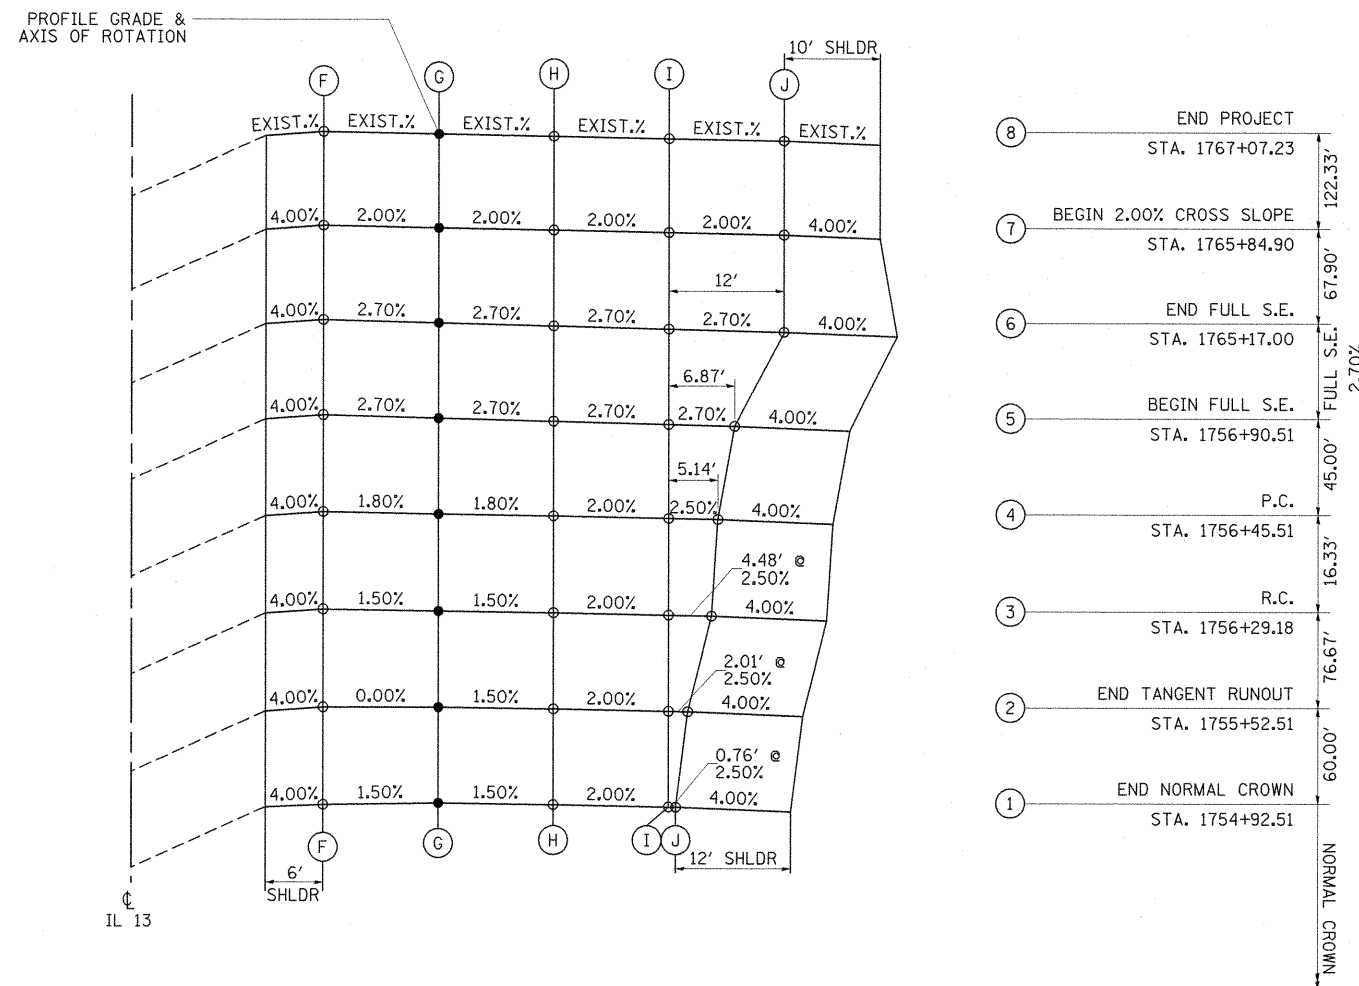 PROFILE GRADE &
AXIS OF ROTATION
10' SHLDR
F
G
H
I
J
EXIST.% EXIST.% EXIST.% EXIST.% EXIST.% EXIST.%
8
END PROJECT
STA. 1767+07.23
122.33'
4.00% 2.00% 2.00% 2.00% 2.00% 4.00%
7
BEGIN 2.00% CROSS SLOPE
STA. 1765+84.90
67.90'
12'
4.00% 2.70% 2.70% 2.70% 2.70% 4.00%
6
END FULL S.E.
STA. 1765+17.00
FULL S.E.
2.70%
6.87'
4.00% 2.70% 2.70% 2.70% 2.70% 4.00%
5
BEGIN FULL S.E.
STA. 1756+90.51
45.00'
5.14'
4.00% 1.80% 1.80% 2.00% 2.50% 4.00%
4
P.C.
STA. 1756+45.51
16.33'
4.48' @
2.50%
4.00% 1.50% 1.50% 2.00% 4.00%
3
R.C.
STA. 1756+29.18
76.67'
2.01' @
2.50%
4.00% 0.00% 1.50% 2.00% 4.00%
2
END TANGENT RUNOUT
STA. 1755+52.51
60.00'
0.76' @
2.50%
4.00% 1.50% 1.50% 2.00% 4.00%
1
END NORMAL CROWN
STA. 1754+92.51
NORMAL CROWN
F
G
H
I
J
12' SHLDR
6'
SHLDR
℄
IL 13